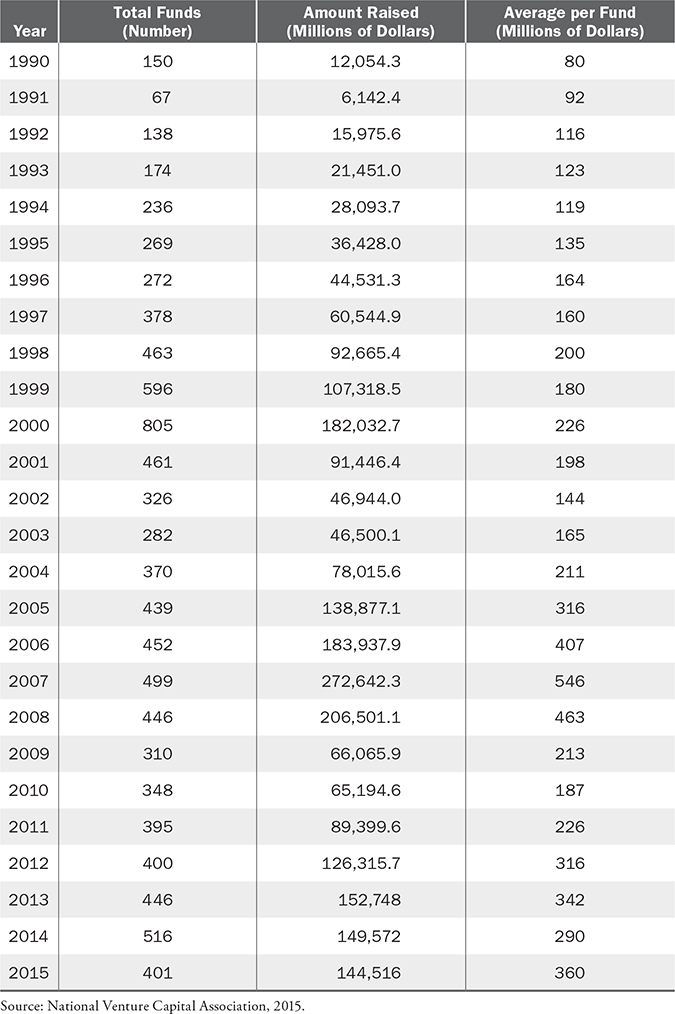 Total Funds Amount Raised Average per Fund
Year (Number) (Millions of Dollars) (Millions of Dollars)
1990 150 12,054.3 80
1991 67 6,142.4 92
1992 138 15,975.6 116
1993 174 21,451.0 123
1994 236 28,093.7 119
1995 269 36,428.0 135
1996 272 44,531.3 164
1997 378 60,544.9 160
1998 463 92,665.4 200
1999 596 107,318.5 180
2000 805 182,032.7 226
2001 461 91,446.4 198
2002 326 46,944.0 144
2003 282 46,500.1 165
2004 370 78,015.6 211
2005 439 138,877.1 316
2006 452 183,937.9 407
2007 499 272,642.3 546
2008 446 206,501.1 463
2009 310 66,065.9 213
2010 348 65,194.6 187
2011 395 89,399.6 226
2012 400 126,315.7 316
2013 446 152,748 342
2014 516 149,572 290
2015 401 144,516 360
Source: National Venture Capital Association, 2015.